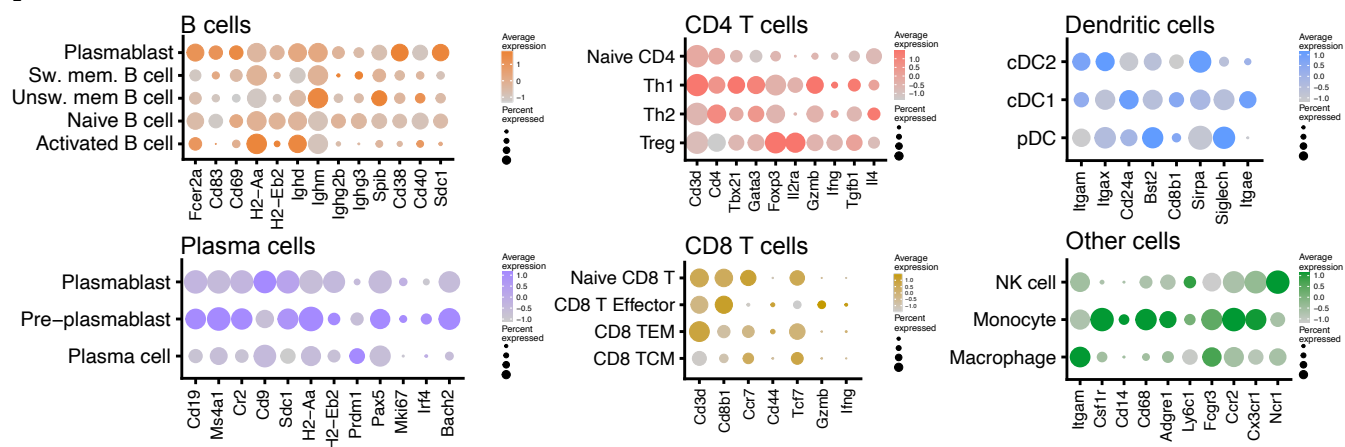 B cells
Plasmablast
Sw. mem. B cell
Unsw. mem B cell
Naive B cell
Activated B cell
Fcer2a
Cd83
Cd69
H2−Aa
H2−Eb2
Ighd
Ighm
Ighg2b
Ighg3
Spib
Cd38
Cd40
Sdc1
Average
expression
1
0
−1
Percent
expressed
CD4 T cells
Naive CD4
Th1
Th2
Treg
Cd3d
Cd4
Tbx21
Gata3
Foxp3
Il2ra
Gzmb
Ifng
Tgfb1
Il4
Average
expression
1.0
0.5
0.0
−0.5
−1.0
Percent
expressed
Dendritic cells
cDC2
cDC1
pDC
Itgam
Itgax
Cd24a
Bst2
Cd8b1
Sirpa
Siglech
Itgae
Average
expression
1.0
0.5
0.0
−0.5
−1.0
Percent
expressed
Plasma cells
Plasmablast
Pre−plasmablast
Plasma cell
Cd19
Ms4a1
Cr2
Cd9
Sdc1
H2−Aa
H2−Eb2
Prdm1
Pax5
Mki67
Irf4
Bach2
Average
expression
1.0
0.5
0.0
−0.5
−1.0
Percent
expressed
CD8 T cells
Naive CD8 T
CD8 T Effector
CD8 TEM
CD8 TCM
Cd3d
Cd8b1
Ccr7
Cd44
Tcf7
Gzmb
Ifng
Average
expression
1.0
0.5
0.0
−0.5
−1.0
Percent
expressed
Other cells
NK cell
Monocyte
Macrophage
Itgam
Csf1r
Cd14
Cd68
Adgre1
Ly6c1
Fcgr3
Ccr2
Cx3cr1
Ncr1
Average
expression
1.0
0.5
0.0
−0.5
−1.0
Percent
expressed